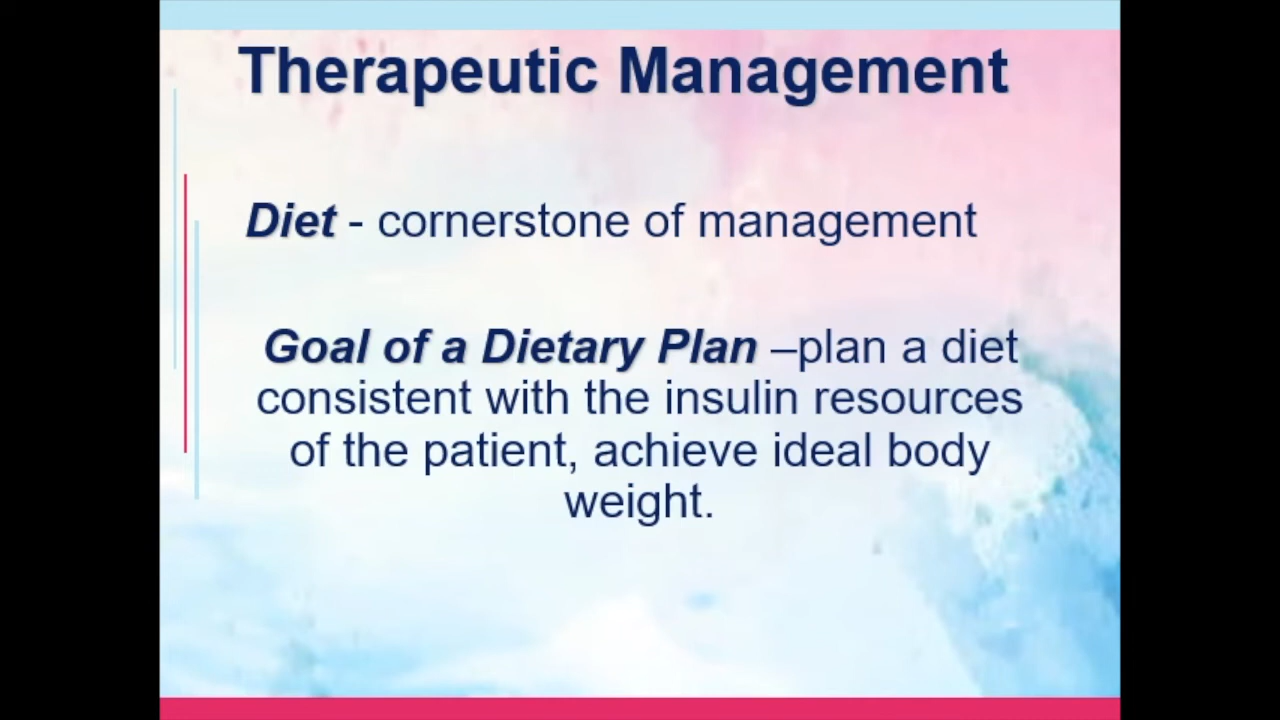 Therapeutic Management
Diet - cornerstone of management
Goal of a Dietary Plan –plan a diet
consistent with the insulin resources
of the patient, achieve ideal body
weight.